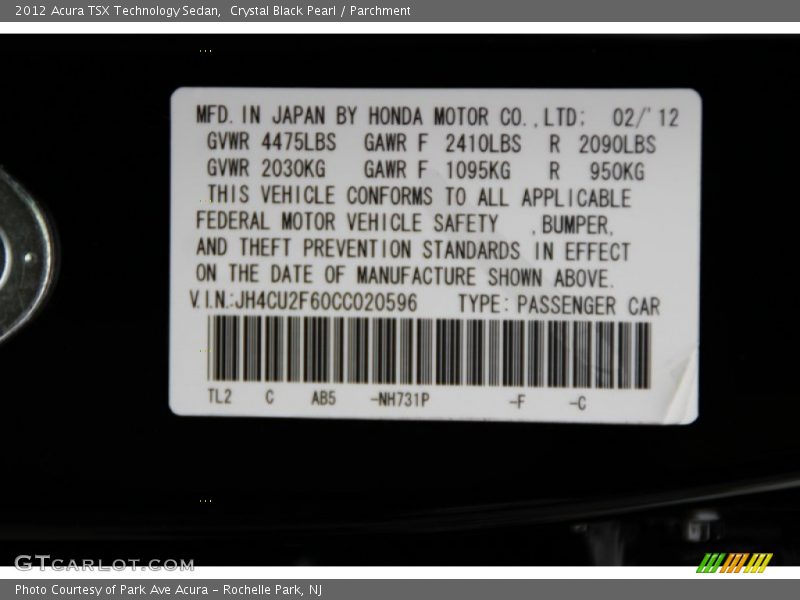 2012 Acura TSX Technology Sedan, Crystal Black Pearl / Parchment
MFD. IN JAPAN BY HONDA MOTOR CO., LTD: 02/'12
GVWR 4475LBS GAWR F 2410LBS R 2090LBS
GVWR 2030KG GAWR F 1095KG R 950KG
THIS VEHICLE CONFORMS TO ALL APPLICABLE
FEDERAL MOTOR VEHICLE SAFETY ,BUMPER,
AND THEFT PREVENTION STANDARDS IN EFFECT
ON THE DATE OF MANUFACTURE SHOWN ABOVE.
V.I.N.:JH4CU2F60CC020596 TYPE: PASSENGER CAR
TL2 C AB5 -NH731P -F -C
GTCARLOT.COM
Photo Courtesy of Park Ave Acura - Rochelle Park, NJ